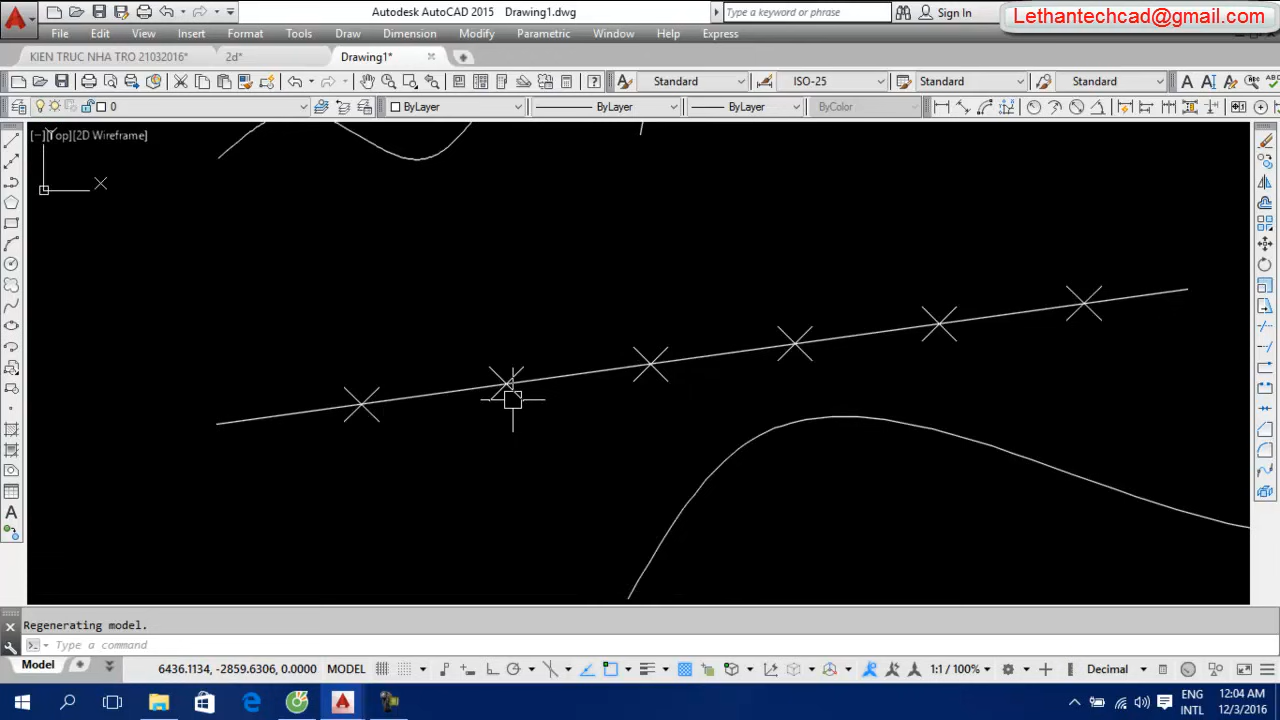 Autodesk AutoCAD 2015 Drawing1.dwg
Type a keyword or phrase
Sign In
Lethantechcad@gmail.com
File Edit View Insert Format Tools Draw Dimension Modify Parametric Window Help Express
KIEN TRUC NHA TRO 21032016*
2d*
Drawing1*
Standard
ISO-25
Standard
Standard
0
ByLayer
ByLayer
ByLayer
ByColor
[−][Top][2D Wireframe]
Y
X
Regenerating model.
Type a command
Model
6436.1134, -2859.6306, 0.0000 MODEL
1:1 / 100%
Decimal
ENG
INTL
12:04 AM
12/3/2016